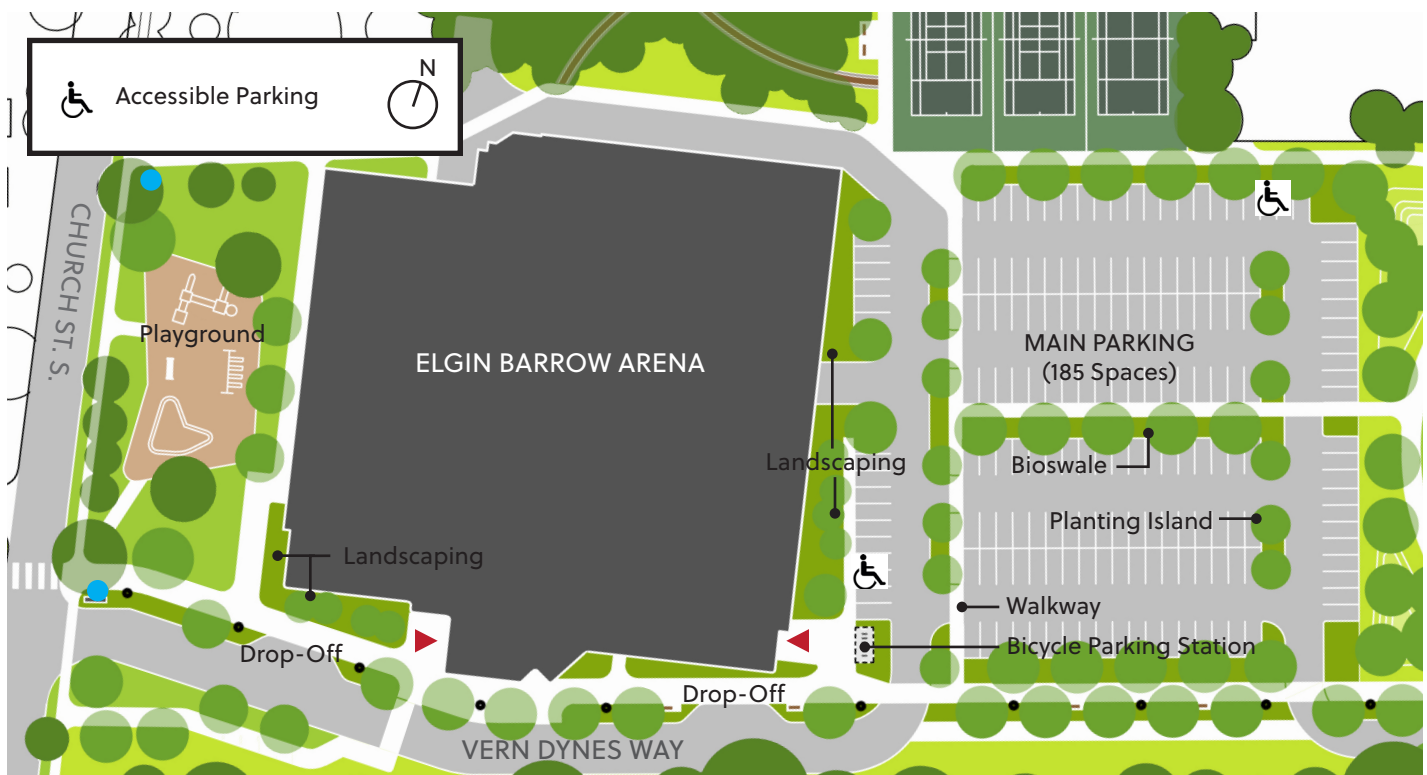 N
Accessible Parking
CHURCH ST. S.
Playground
ELGIN BARROW ARENA
MAIN PARKING
(185 Spaces)
Landscaping
Bioswale
Planting Island
Landscaping
Walkway
Bicycle Parking Station
Drop-Off
Drop-Off
VERN DYNES WAY